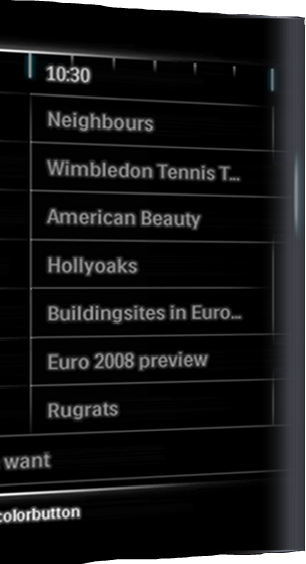 10:30
Neighbours
Wimbledon Tennis T...
American Beauty
Hollyoaks
Buildingsites in Euro...
Euro 2008 preview
Rugrats
want
colorbutton